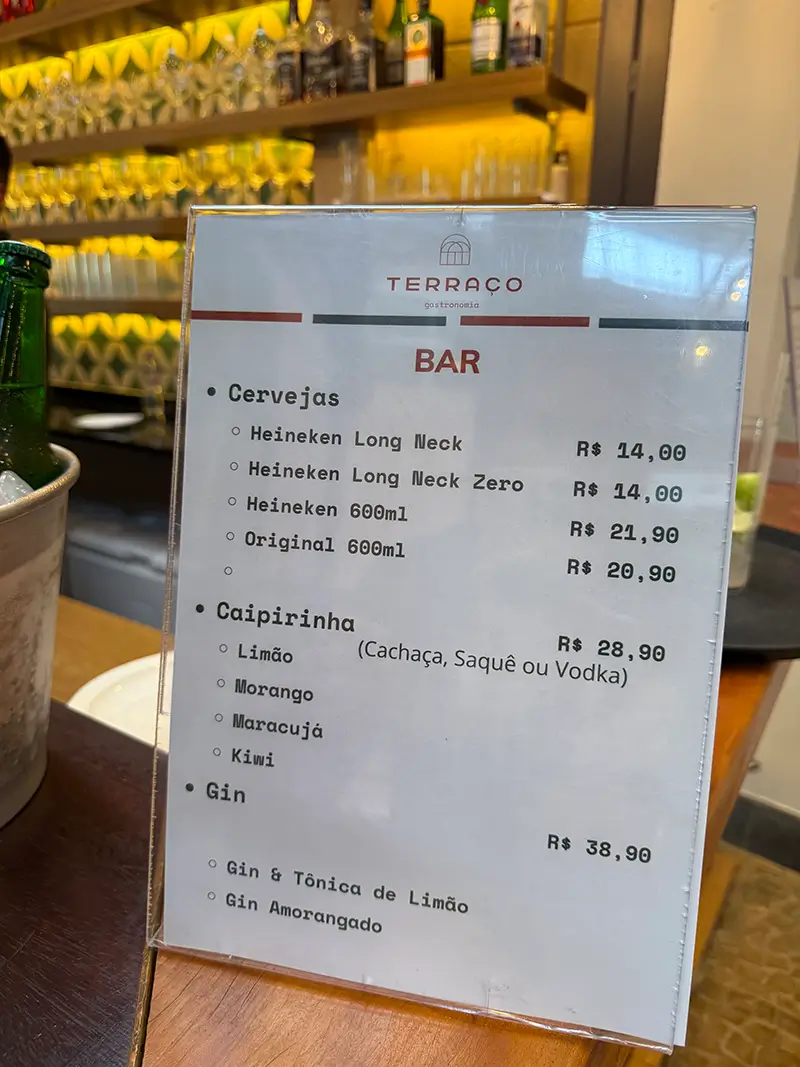 TERRAÇO
gastronomia
BAR
• Cervejas
○ Heineken Long Neck R$ 14,00
○ Heineken Long Neck Zero R$ 14,00
○ Heineken 600ml R$ 21,90
○ Original 600ml R$ 20,90
○
• Caipirinha R$ 28,90
(Cachaça, Saquê ou Vodka)
○ Limão
○ Morango
○ Maracujá
○ Kiwi
• Gin
R$ 38,90
○ Gin & Tônica de Limão
○ Gin Amorangado